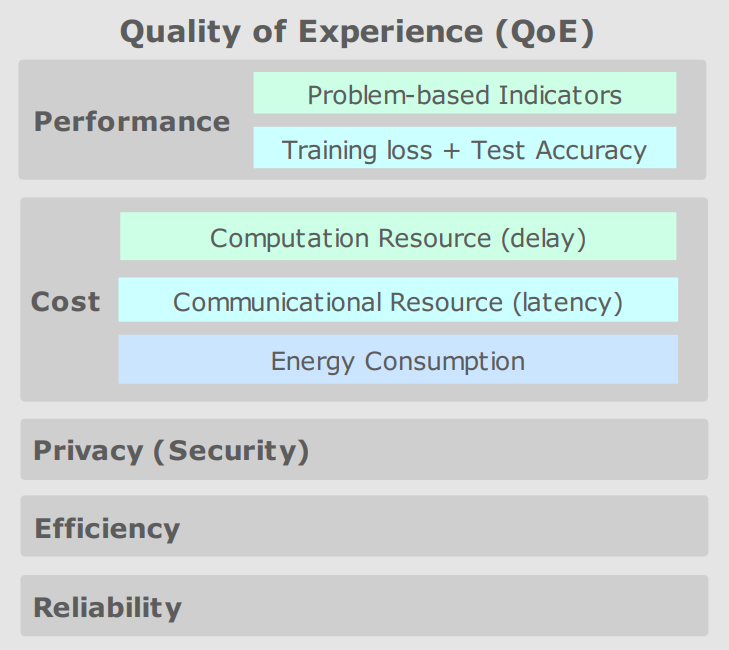 Quality of Experience (QoE)
Performance
Problem-based Indicators
Training loss + Test Accuracy
Cost
Computation Resource (delay)
Communicational Resource (latency)
Energy Consumption
Privacy (Security)
Efficiency
Reliability